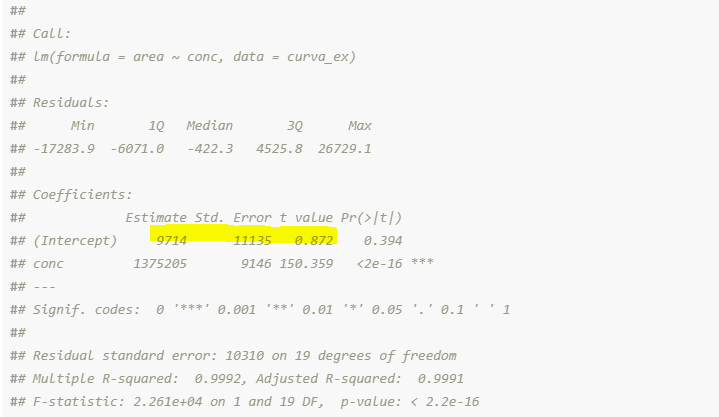 ##
## Call:
## lm(formula = area ~ conc, data = curva_ex)
##
## Residuals:
##      Min       1Q   Median       3Q      Max
## -17283.9  -6071.0   -422.3   4525.8  26729.1
##
## Coefficients:
##             Estimate Std. Error t value Pr(>|t|)
## (Intercept)     9714      11135   0.872    0.394
## conc         1375205       9146 150.359   <2e-16 ***
## ---
## Signif. codes:  0 '***' 0.001 '**' 0.01 '*' 0.05 '.' 0.1 ' ' 1
##
## Residual standard error: 10310 on 19 degrees of freedom
## Multiple R-squared:  0.9992, Adjusted R-squared:  0.9991
## F-statistic: 2.261e+04 on 1 and 19 DF,  p-value: < 2.2e-16